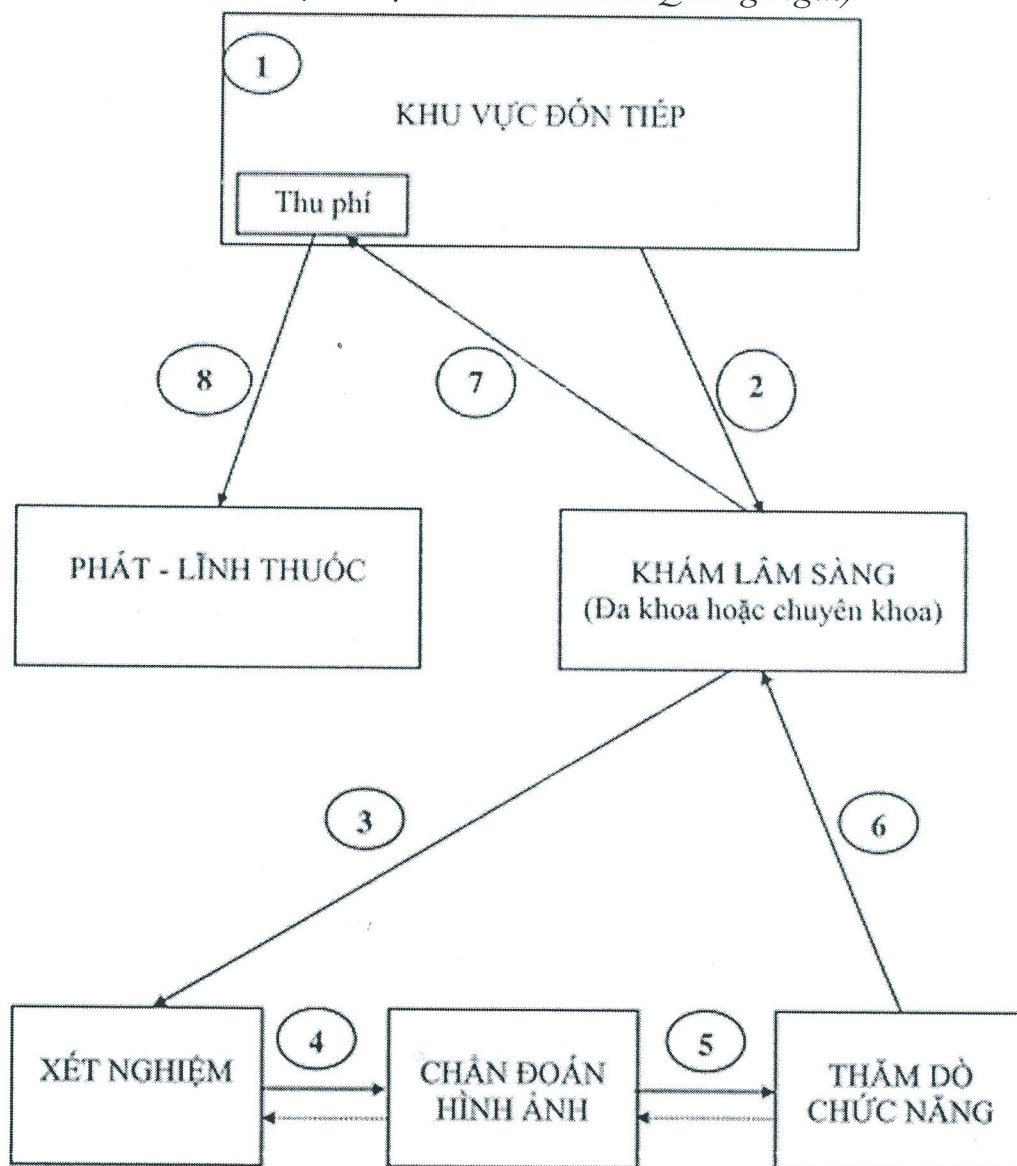 1
KHU VỰC ĐÓN TIẾP
Thu phí
8
7
2
PHÁT - LĨNH THUỐC
KHÁM LÂM SÀNG
(Đa khoa hoặc chuyên khoa)
3
6
4
5
XÉT NGHIỆM
CHẨN ĐOÁN
HÌNH ẢNH
THĂM DÒ
CHỨC NĂNG